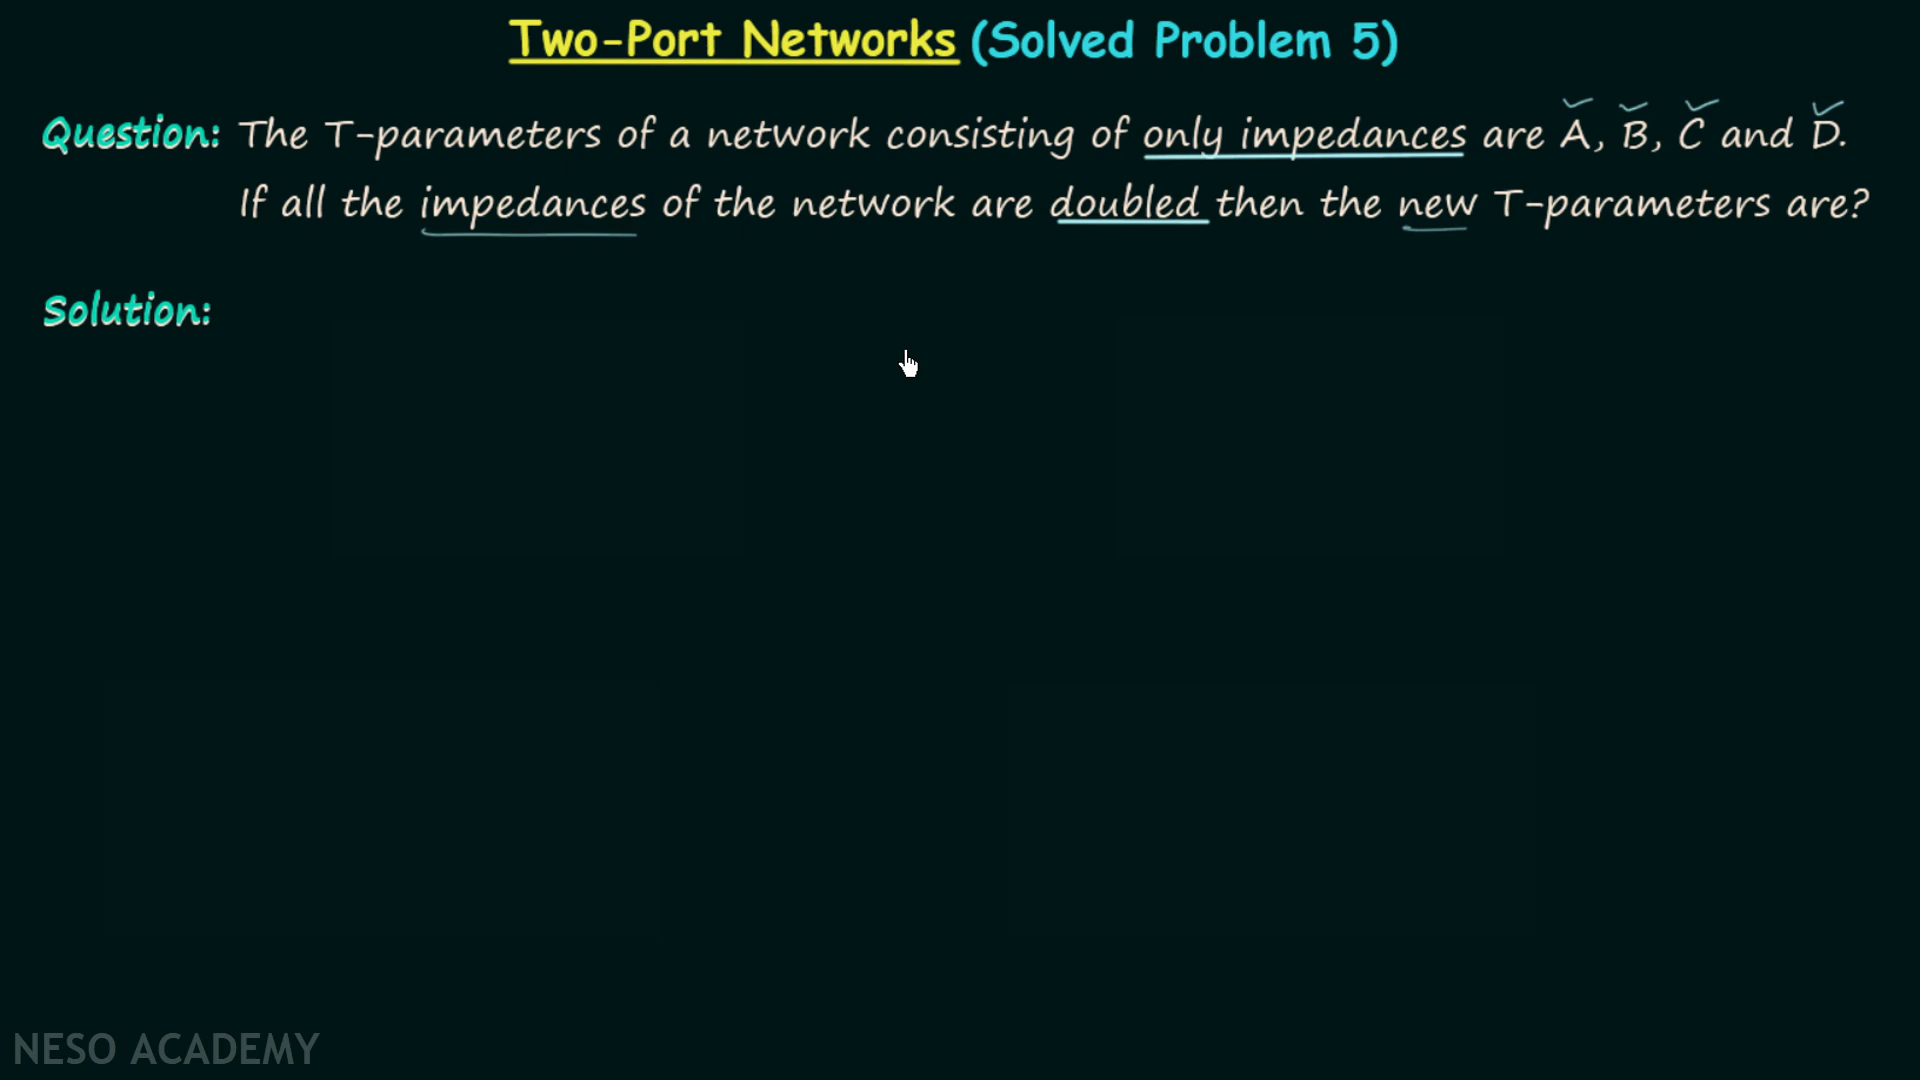 Two-Port Networks (Solved Problem 5)
Question: The T-parameters of a network consisting of only impedances are A, B, C and D.
If all the impedances of the network are doubled then the new T-parameters are?
Solution:
NESO ACADEMY